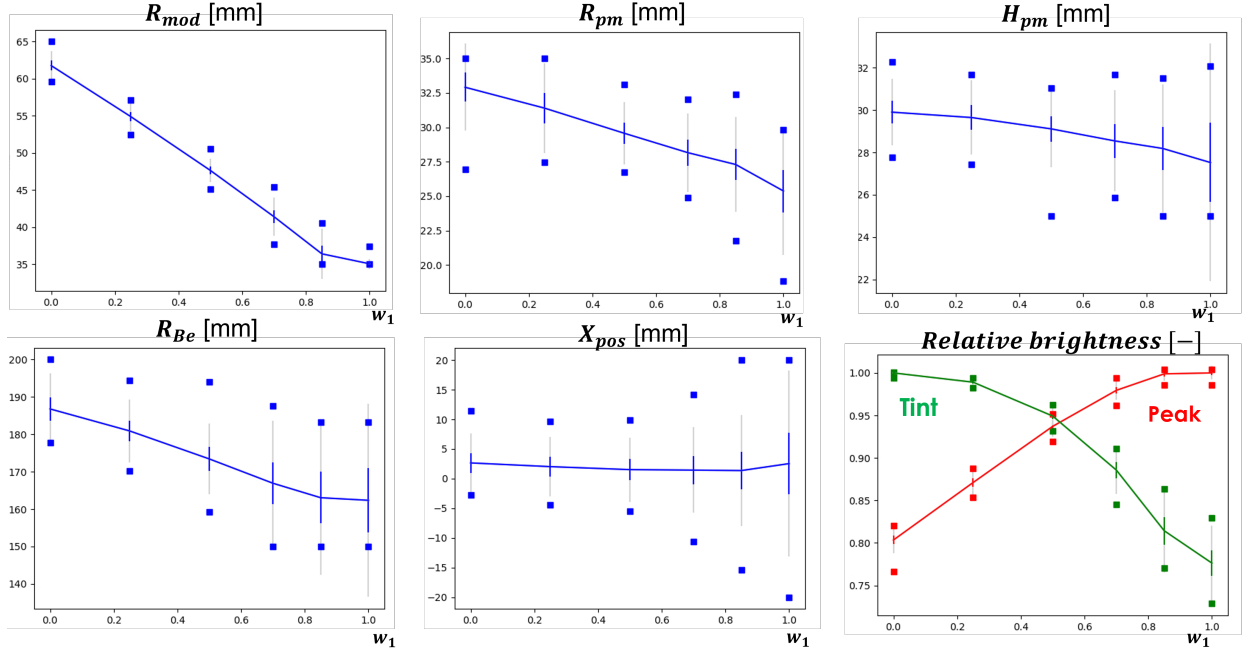 R_mod [mm]
65
60
55
50
45
40
35
0.0 0.2 0.4 0.6 0.8 1.0
w_1
R_pm [mm]
35.0
32.5
30.0
27.5
25.0
22.5
20.0
0.0 0.2 0.4 0.6 0.8 1.0
w_1
H_pm [mm]
32
30
28
26
24
22
0.0 0.2 0.4 0.6 0.8 1.0
w_1
R_Be [mm]
200
190
180
170
160
150
140
0.0 0.2 0.4 0.6 0.8 1.0
w_1
X_pos [mm]
20
15
10
5
0
−5
−10
−15
−20
0.0 0.2 0.4 0.6 0.8 1.0
w_1
Relative brightness [−]
1.00
0.95
0.90
0.85
0.80
0.75
Tint
Peak
0.0 0.2 0.4 0.6 0.8 1.0
w_1